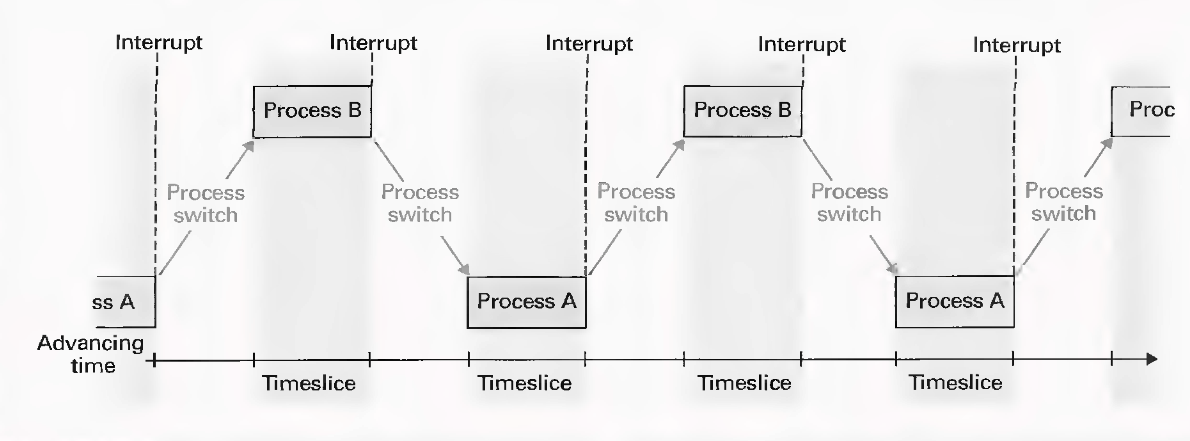 Interrupt Interrupt Interrupt Interrupt Interrupt
Process B Process B Proc
Process Process Process Process Process
switch switch switch switch switch
ss A Process A Process A
Advancing
time
Timeslice Timeslice Timeslice Timeslice